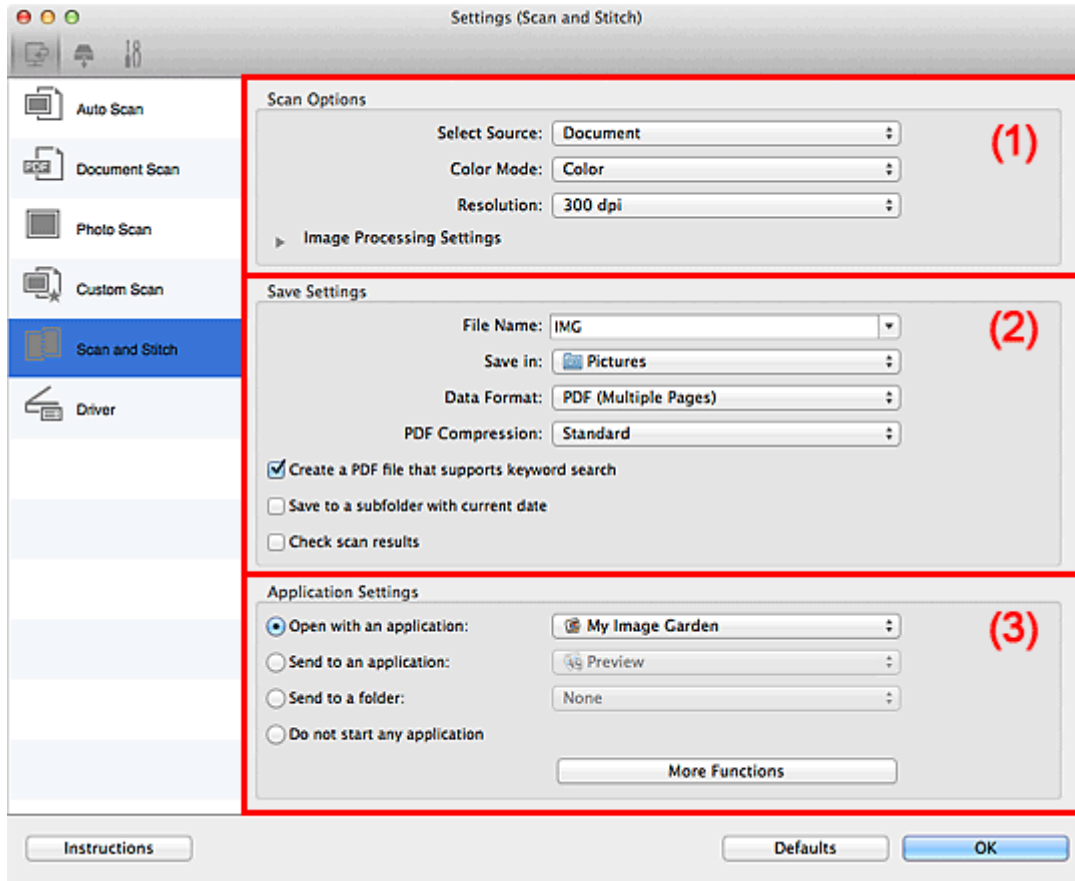 Settings (Scan and Stitch)
Auto Scan
Document Scan
Photo Scan
Custom Scan
Scan and Stitch
Driver
Scan Options
(1)
Select Source: Document
Color Mode: Color
Resolution: 300 dpi
Image Processing Settings
Save Settings
(2)
File Name: IMG
Save in: Pictures
Data Format: PDF (Multiple Pages)
PDF Compression: Standard
Create a PDF file that supports keyword search
Save to a subfolder with current date
Check scan results
Application Settings
(3)
Open with an application: My Image Garden
Send to an application: Preview
Send to a folder: None
Do not start any application
More Functions
Instructions
Defaults
OK